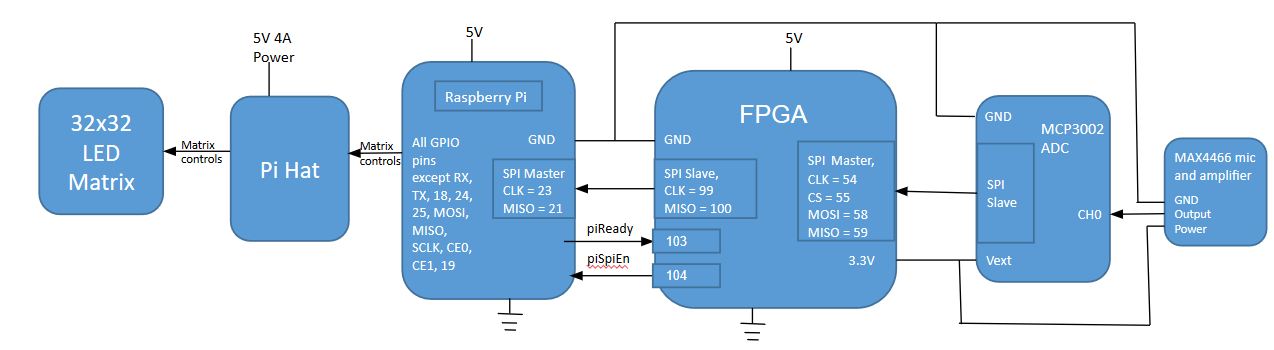 5V 4A
Power
32x32
LED
Matrix
Matrix
controls
Pi Hat
Matrix
controls
5V
Raspberry Pi
All GPIO
pins
except RX,
TX, 18, 24,
25, MOSI,
MISO,
SCLK, CE0,
CE1, 19
GND
SPI Master
CLK = 23
MISO = 21
piReady
piSpiEn
5V
FPGA
GND
SPI Slave,
CLK = 99
MISO = 100
103
104
SPI Master,
CLK = 54
CS = 55
MOSI = 58
MISO = 59
3.3V
GND
MCP3002
ADC
SPI
Slave
CH0
Vext
MAX4466 mic
and amplifier
GND
Output
Power